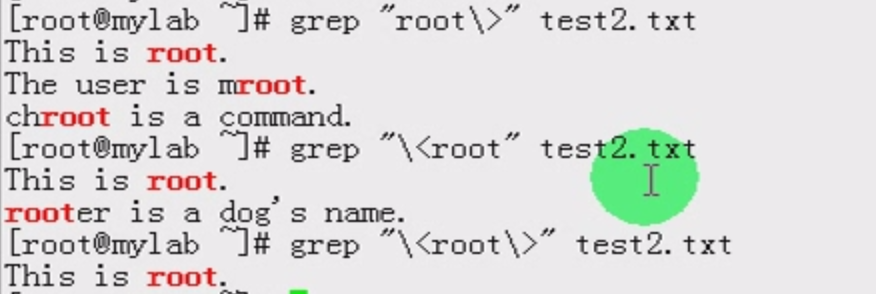 [root@mylab ~]# grep "root\>" test2.txt
This is root.
The user is mroot.
chroot is a command.
[root@mylab ~]# grep "\<root" test2.txt
This is root.
rooter is a dog's name.
[root@mylab ~]# grep "\<root\>" test2.txt
This is root.